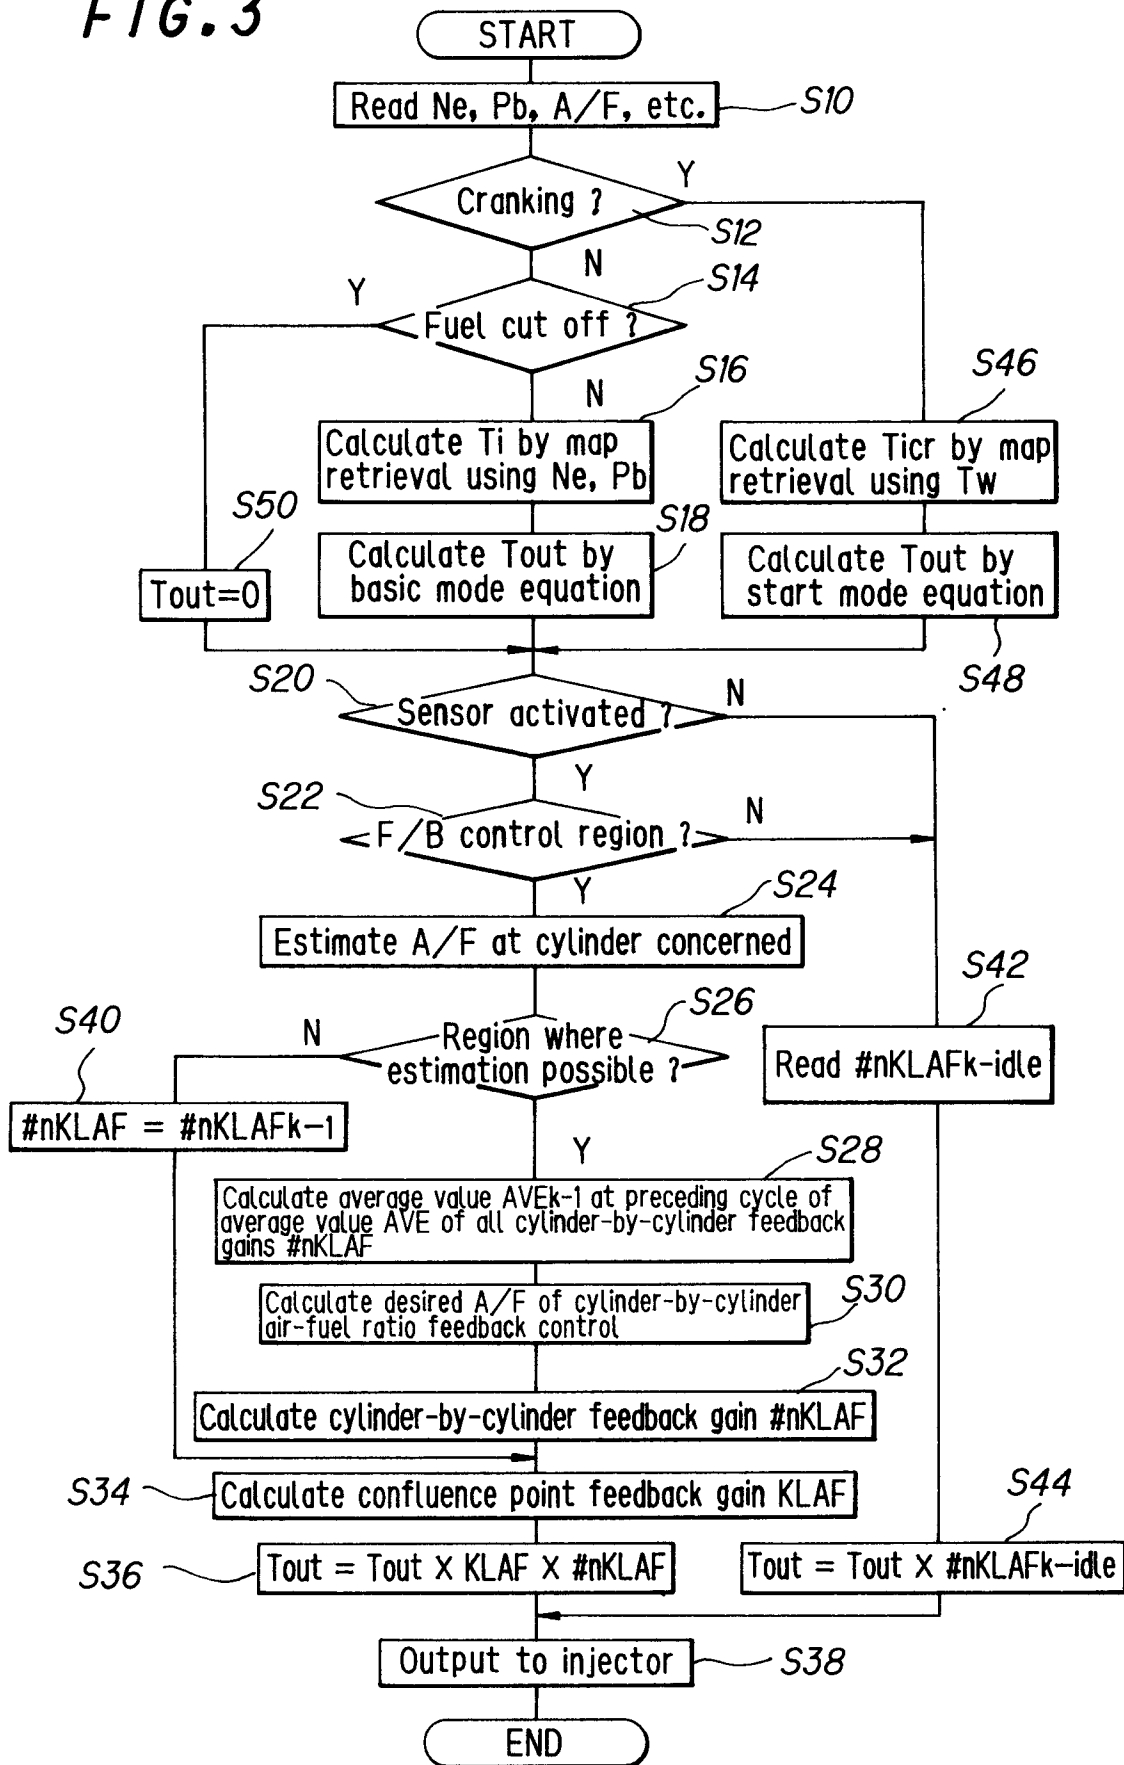 FIG.3
START
Read Ne, Pb, A/F, etc.
S10
Cranking ?
Y
S12
N
S14
Y
Fuel cut off ?
N
S16
S46
Calculate Ti by map
retrieval using Ne, Pb
Calculate Ticr by map
retrieval using Tw
S50
S18
Tout=0
Calculate Tout by
basic mode equation
Calculate Tout by
start mode equation
S48
S20
Sensor activated ?
N
Y
S22
F/B control region ?
N
Y
S24
Estimate A/F at cylinder concerned
S42
S26
S40
N
Region where
estimation possible ?
Read #nKLAFk-idle
#nKLAF = #nKLAFk-1
Y
S28
Calculate average value AVEk-1 at preceding cycle of
average value AVE of all cylinder-by-cylinder feedback
gains #nKLAF
S30
Calculate desired A/F of cylinder-by-cylinder
air-fuel ratio feedback control
S32
Calculate cylinder-by-cylinder feedback gain #nKLAF
S34
Calculate confluence point feedback gain KLAF
S44
S36
Tout = Tout X KLAF X #nKLAF
Tout = Tout X #nKLAFk-idle
Output to injector
S38
END